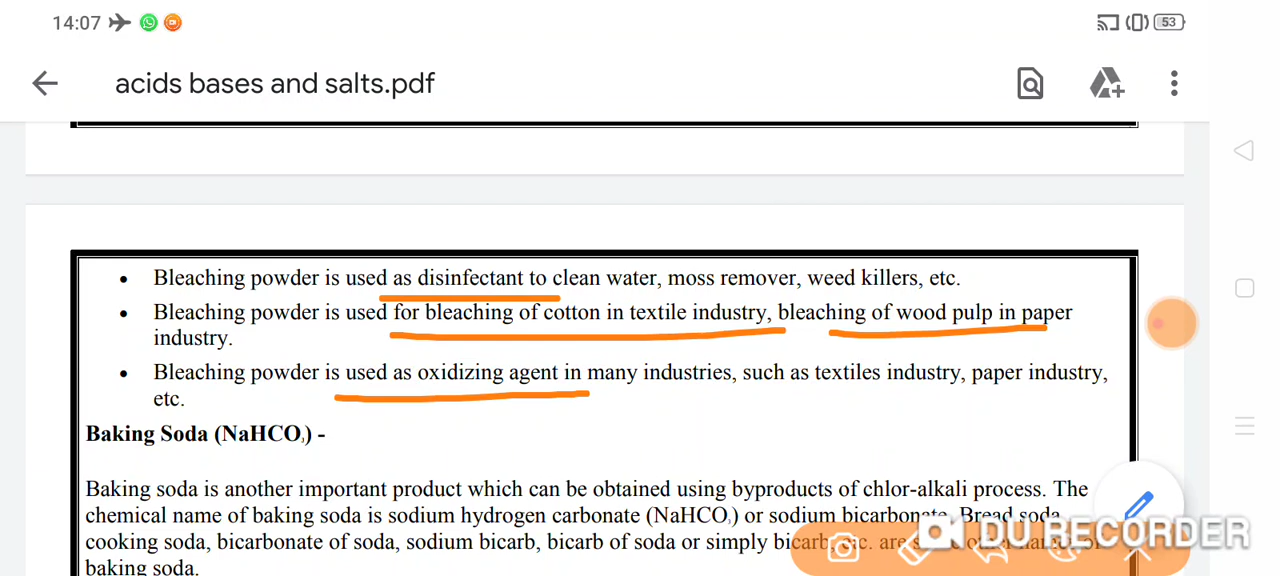 14:07 53
acids bases and salts.pdf
• Bleaching powder is used as disinfectant to clean water, moss remover, weed killers, etc.
• Bleaching powder is used for bleaching of cotton in textile industry, bleaching of wood pulp in paper
industry.
• Bleaching powder is used as oxidizing agent in many industries, such as textiles industry, paper industry,
etc.
Baking Soda (NaHCO₃) -
Baking soda is another important product which can be obtained using byproducts of chlor-alkali process. The
chemical name of baking soda is sodium hydrogen carbonate (NaHCO₃) or sodium bicarbonate. Bread soda,
cooking soda, bicarbonate of soda, sodium bicarb, bicarb of soda or simply bicarb, etc. are
baking soda.
DU RECORDER